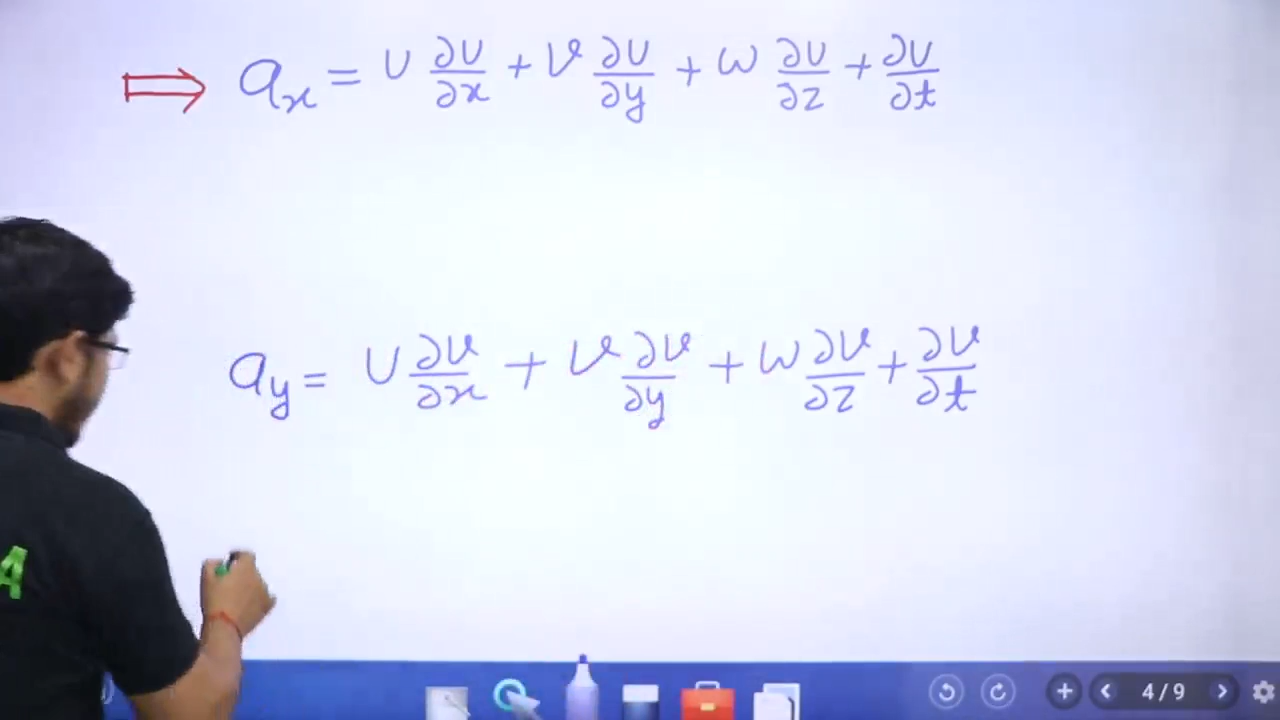 ⇒ aₓ = U ∂U/∂x + V ∂U/∂y + W ∂U/∂z + ∂U/∂t
a_y = U ∂V/∂x + V ∂V/∂y + W ∂V/∂z + ∂V/∂t
A
4/9